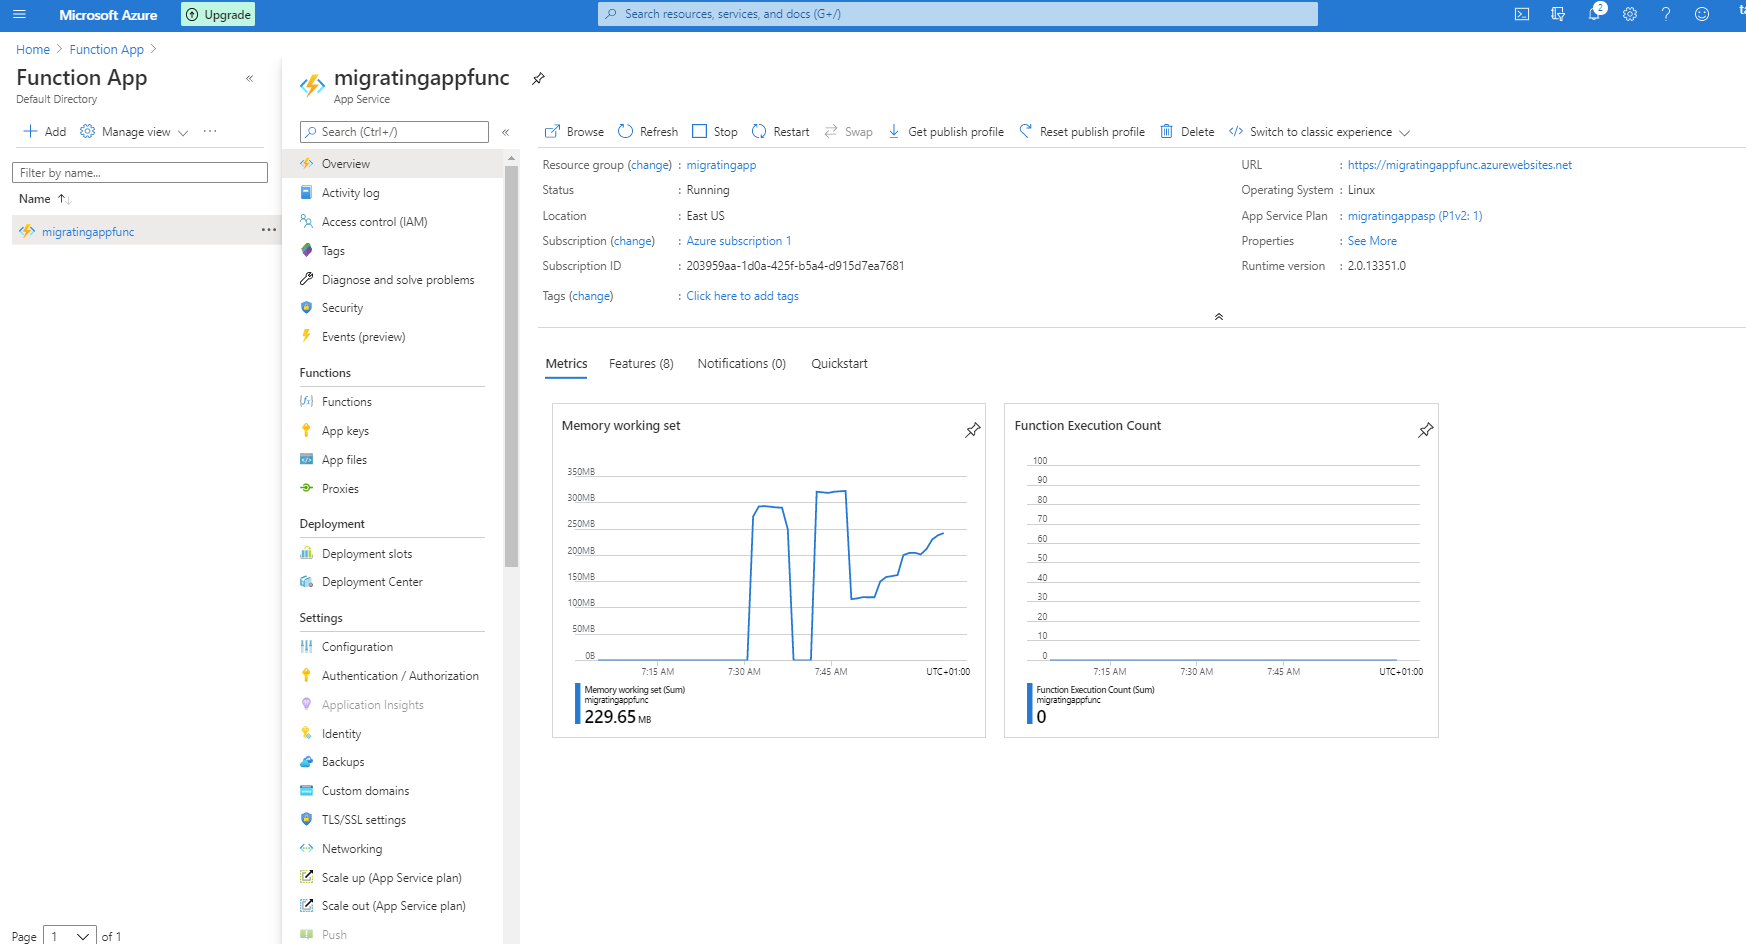 Microsoft Azure
Upgrade
Search resources, services, and docs (G+/)
2
Home > Function App >
Function App
Default Directory
Add Manage view ...
Filter by name...
Name
migratingappfunc ...
Page 1 of 1
migratingappfunc
App Service
Search (Ctrl+/)
Overview
Activity log
Access control (IAM)
Tags
Diagnose and solve problems
Security
Events (preview)
Functions
Functions
App keys
App files
Proxies
Deployment
Deployment slots
Deployment Center
Settings
Configuration
Authentication / Authorization
Application Insights
Identity
Backups
Custom domains
TLS/SSL settings
Networking
Scale up (App Service plan)
Scale out (App Service plan)
Push
Browse Refresh Stop Restart Swap Get publish profile Reset publish profile Delete Switch to classic experience
Resource group (change) : migratingapp
Status : Running
Location : East US
Subscription (change) : Azure subscription 1
Subscription ID : 203959aa-1d0a-425f-b5a4-d915d7ea7681
Tags (change) : Click here to add tags
URL : https://migratingappfunc.azurewebsites.net
Operating System : Linux
App Service Plan : migratingappasp (P1v2: 1)
Properties : See More
Runtime version : 2.0.13351.0
Metrics Features (8) Notifications (0) Quickstart
Memory working set
350MB
300MB
250MB
200MB
150MB
100MB
50MB
0B
7:15 AM 7:30 AM 7:45 AM UTC+01:00
Memory working set (Sum)
migratingappfunc
229.65 MB
Function Execution Count
100
90
80
70
60
50
40
30
20
10
0
7:15 AM 7:30 AM 7:45 AM UTC+01:00
Function Execution Count (Sum)
migratingappfunc
0